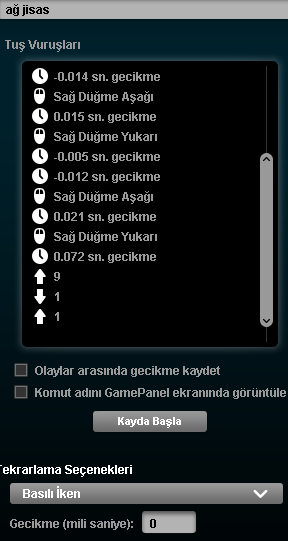 ağ jisas
Tuş Vuruşları
-0.014 sn. gecikme
Sağ Düğme Aşağı
0.015 sn. gecikme
Sağ Düğme Yukarı
-0.005 sn. gecikme
-0.012 sn. gecikme
Sağ Düğme Aşağı
0.021 sn. gecikme
Sağ Düğme Yukarı
0.072 sn. gecikme
9
1
1
Olaylar arasında gecikme kaydet
Komut adını GamePanel ekranında görüntüle
Kayda Başla
Tekrarlama Seçenekleri
Basılı İken
Gecikme (mili saniye): 0